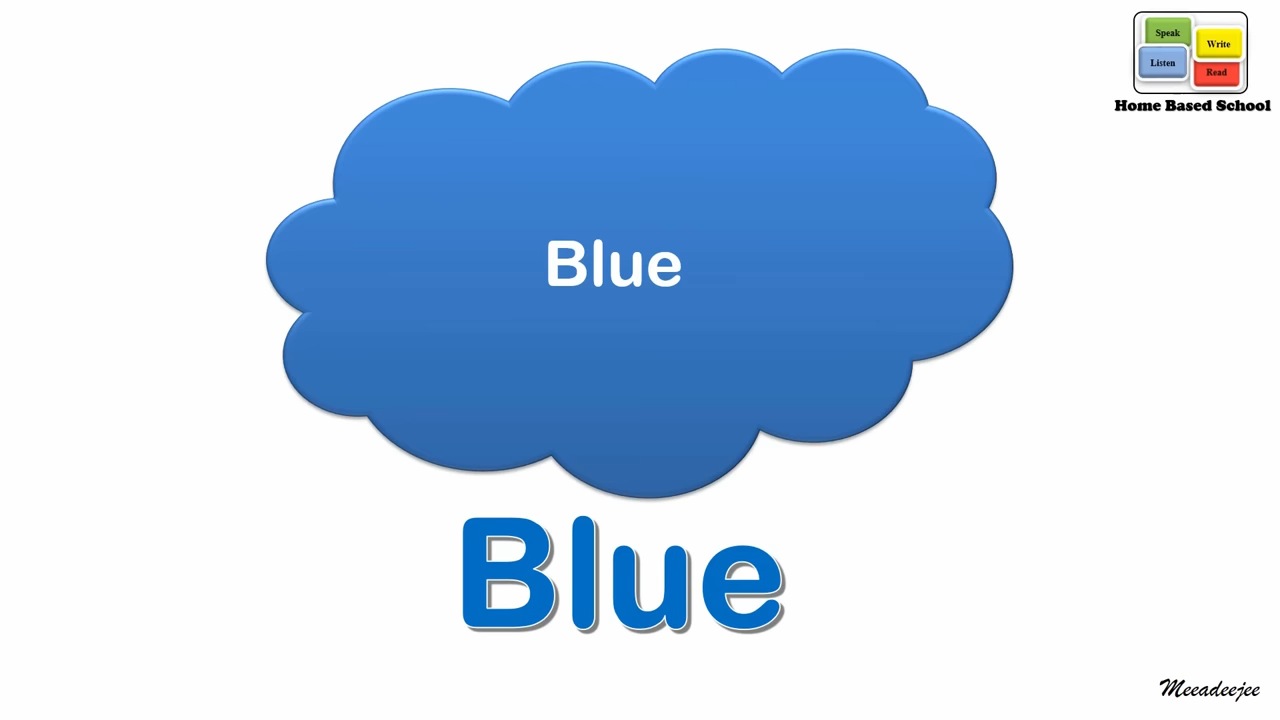 Speak
Write
Listen
Read
Home Based School
Blue
Blue
Meeadeejee